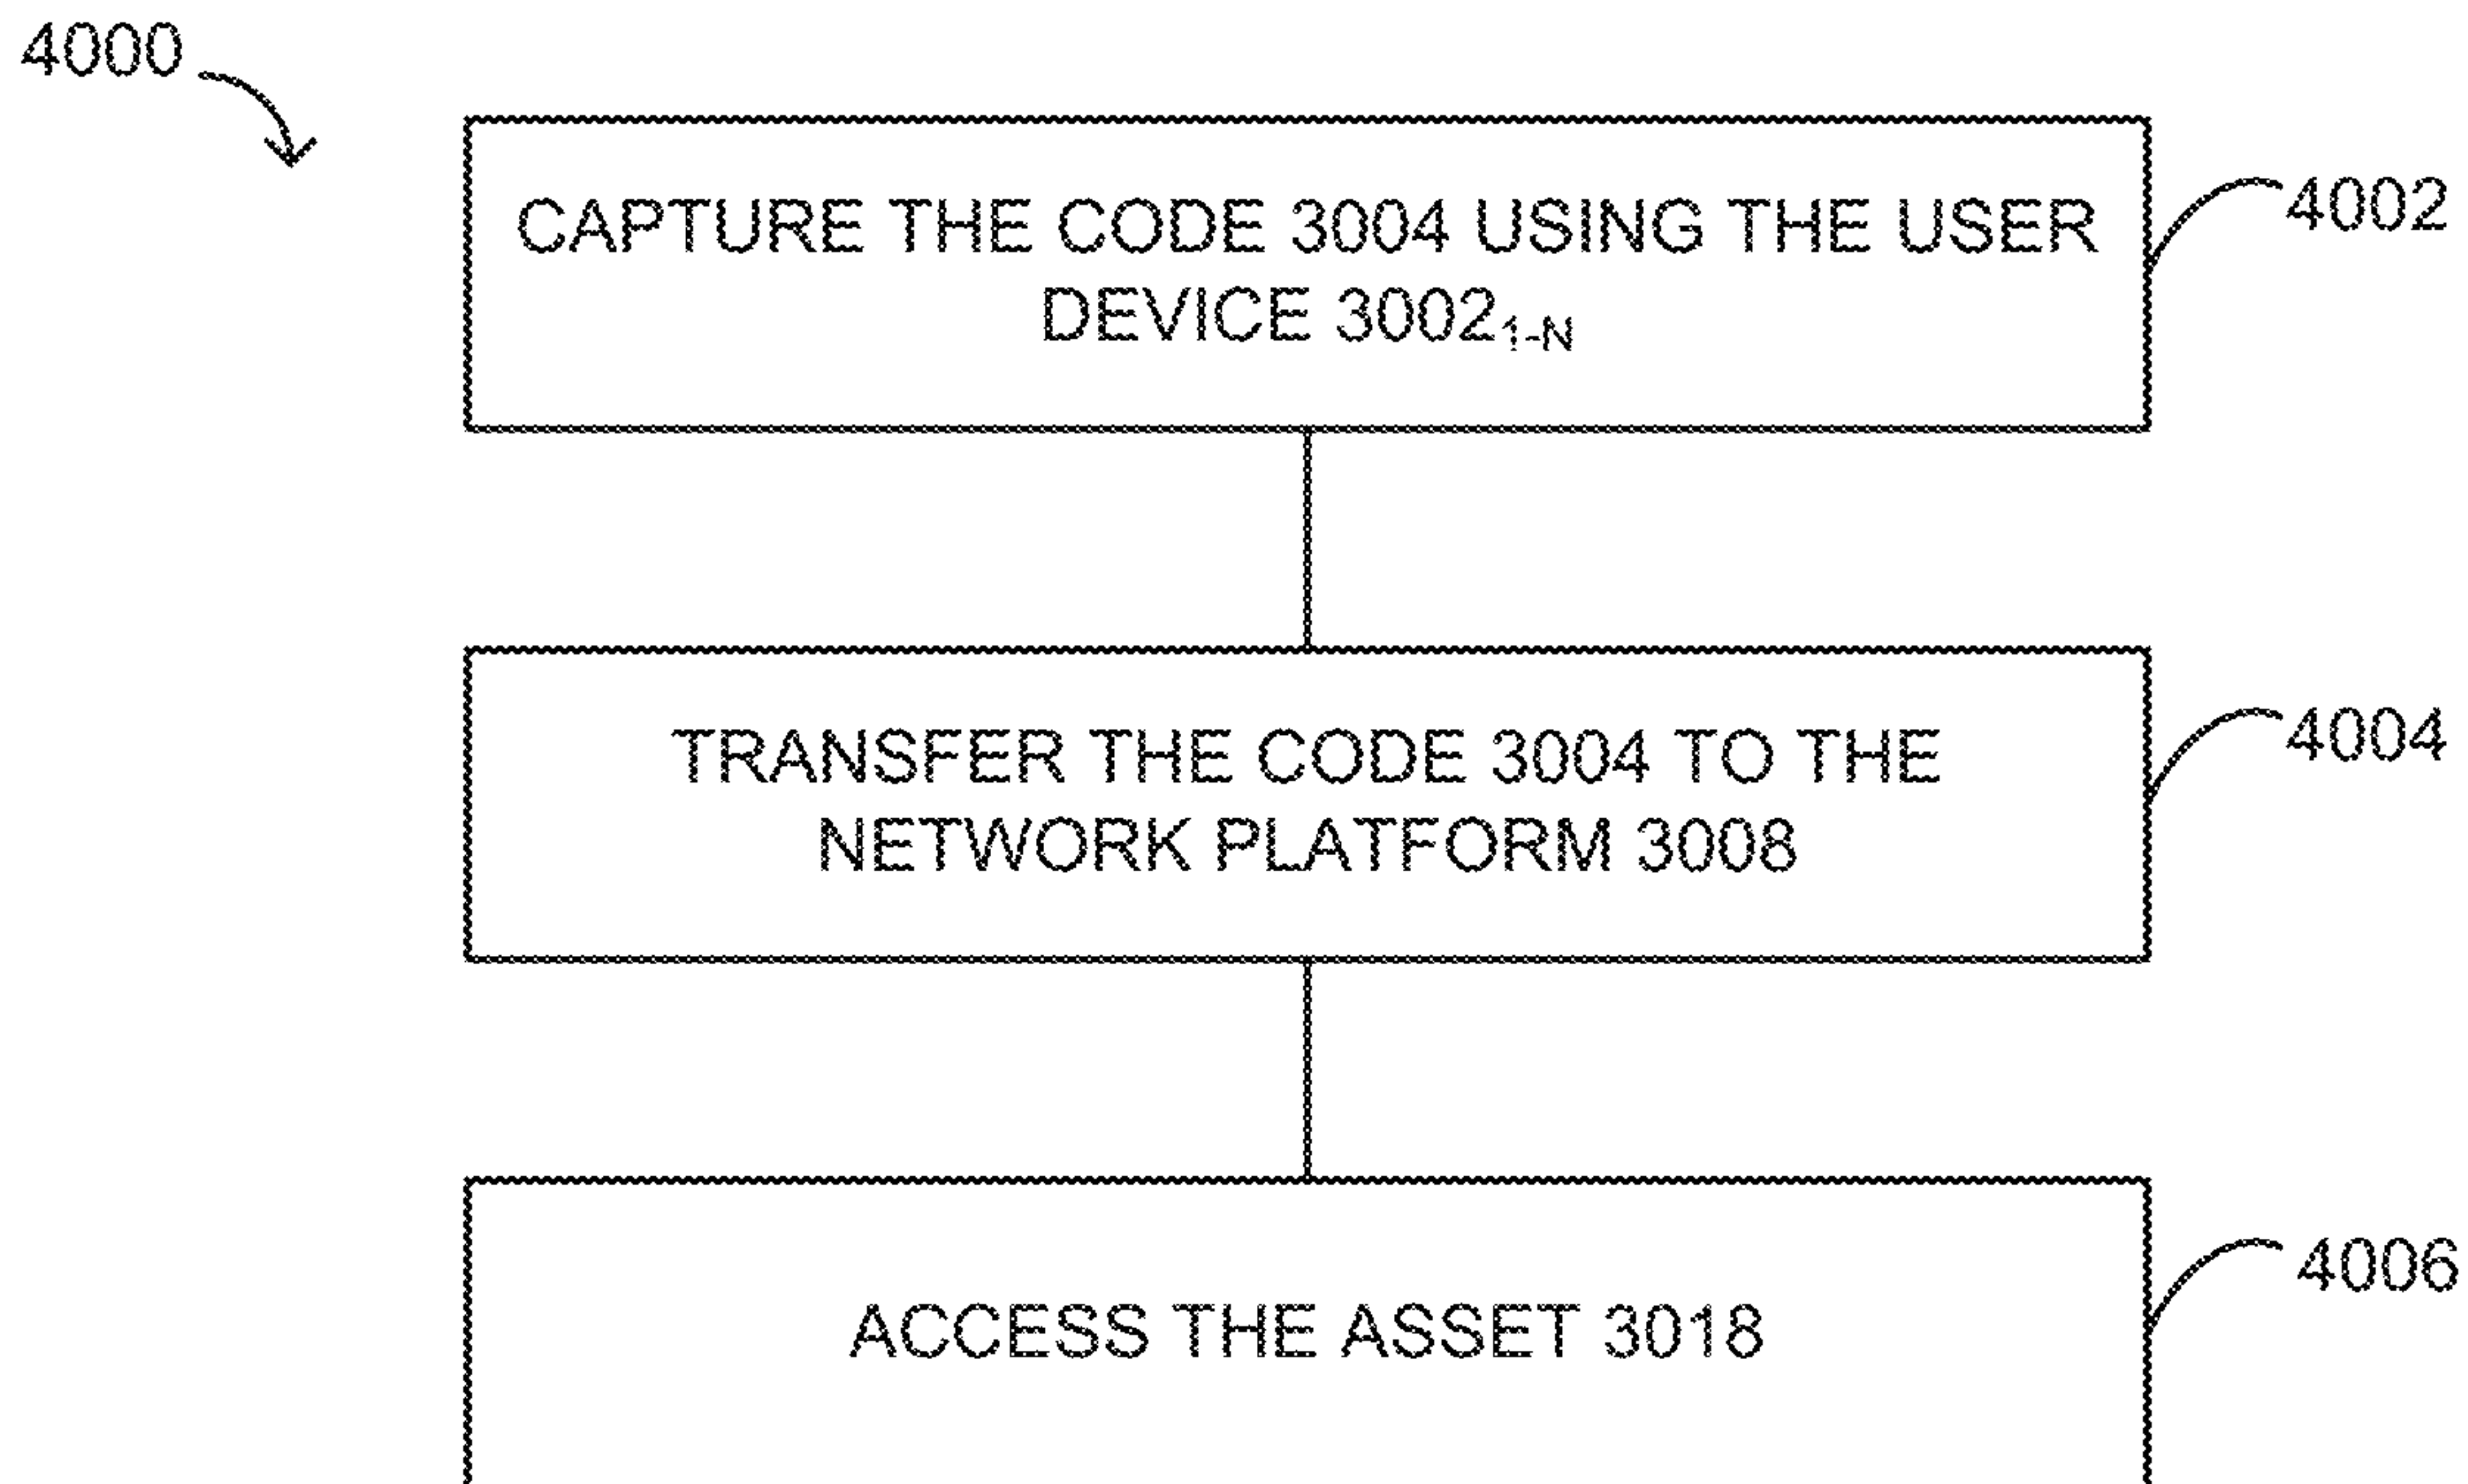 4000
CAPTURE THE CODE 3004 USING THE USER
DEVICE 3002₁₋N
4002
TRANSFER THE CODE 3004 TO THE
NETWORK PLATFORM 3008
4004
ACCESS THE ASSET 3018
4006